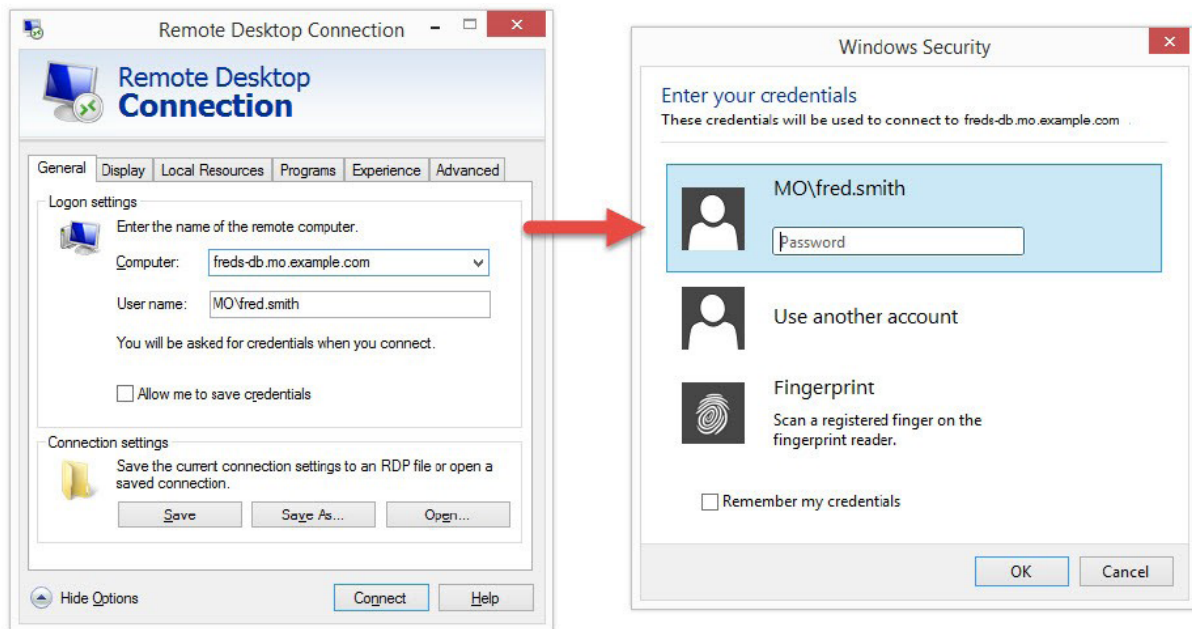 Remote Desktop Connection
Remote Desktop
Connection
General Display Local Resources Programs Experience Advanced
Logon settings
Enter the name of the remote computer.
Computer: freds-db.mo.example.com
User name: MO\fred.smith
You will be asked for credentials when you connect.
Allow me to save credentials
Connection settings
Save the current connection settings to an RDP file or open a
saved connection.
Save Save As... Open...
Hide Options Connect Help
Windows Security
Enter your credentials
These credentials will be used to connect to freds-db.mo.example.com .
MO\fred.smith
Password
Use another account
Fingerprint
Scan a registered finger on the
fingerprint reader.
Remember my credentials
OK Cancel